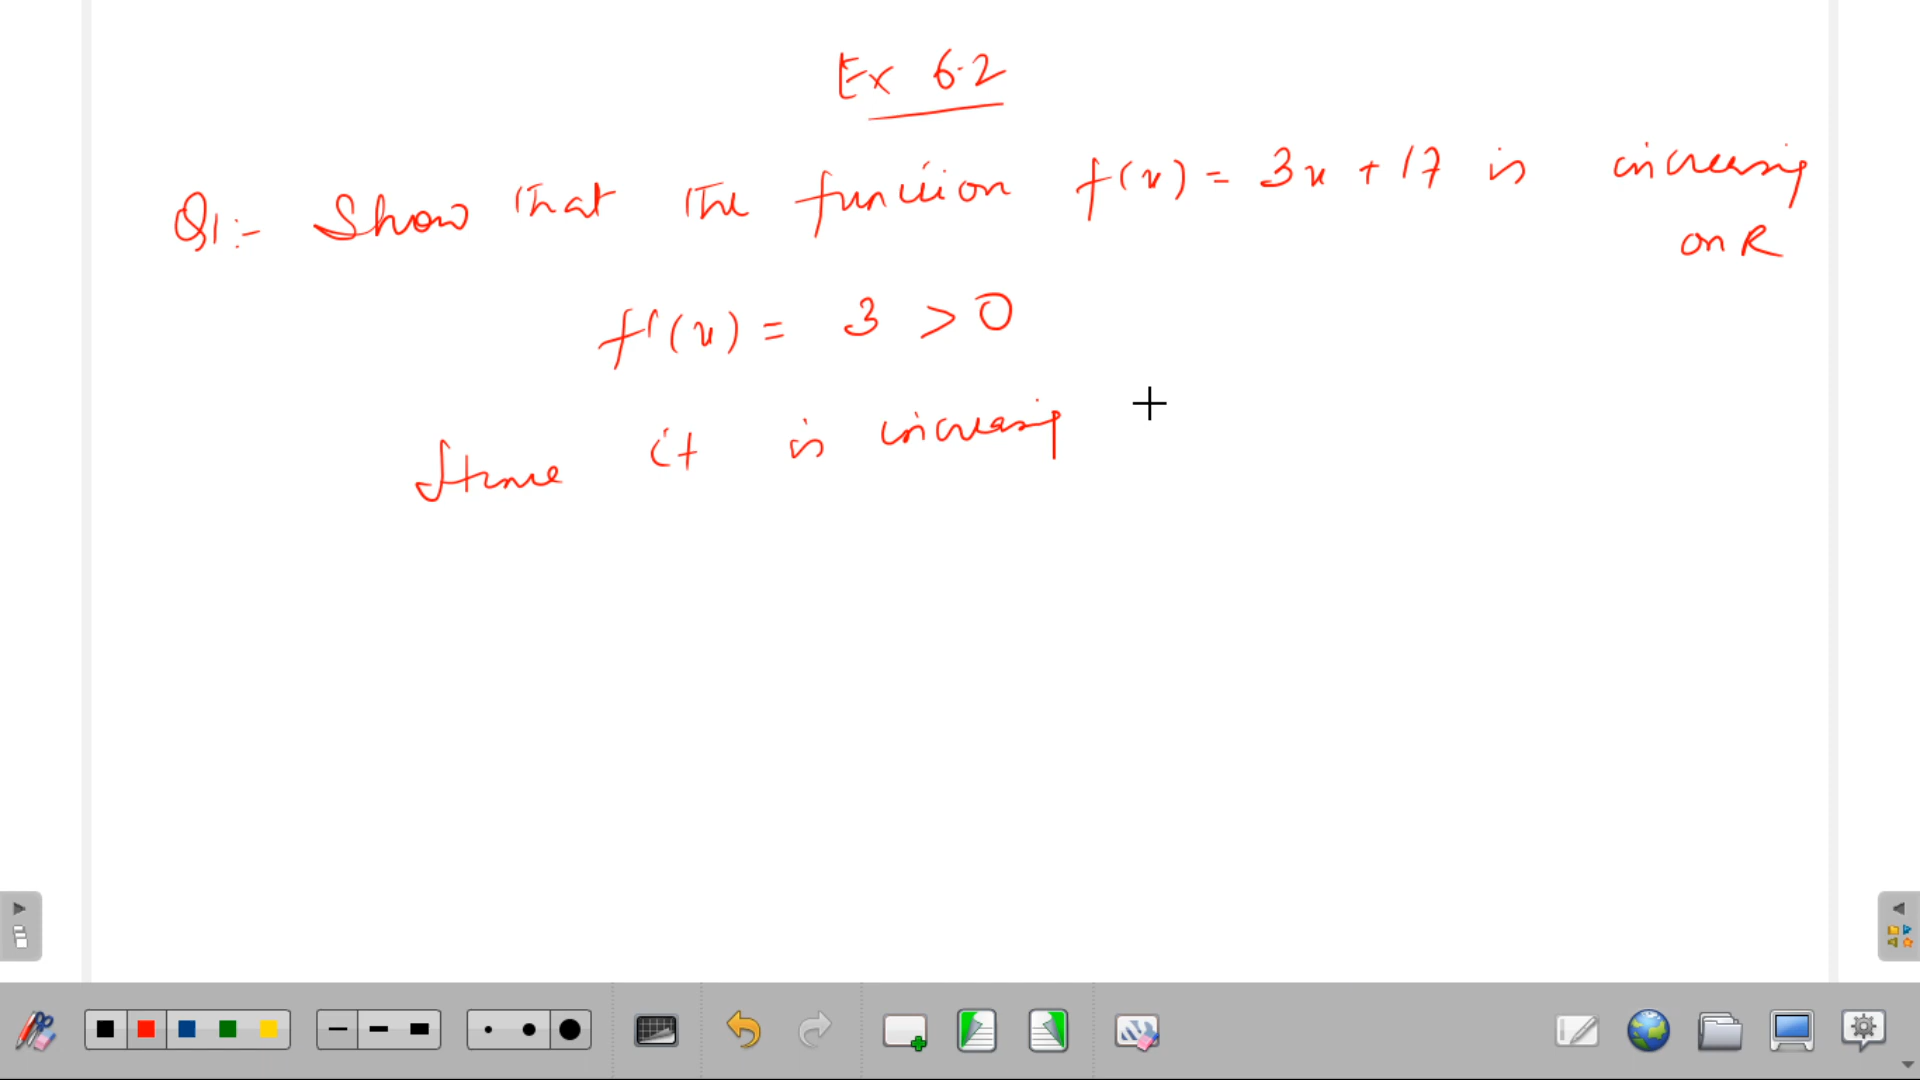 Ex 6.2
Q1:- Show that the function f(x) = 3x + 17 is increasing
on R
f'(x) = 3 > 0
Hence it is increasing